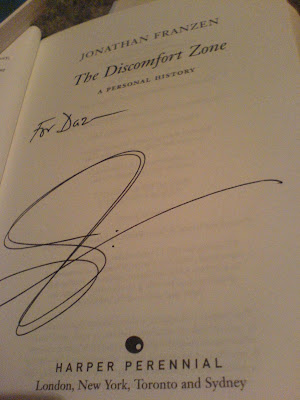 JONATHAN FRANZEN
The Discomfort Zone
A PERSONAL HISTORY
For Daz
HARPER PERENNIAL
London, New York, Toronto and Sydney